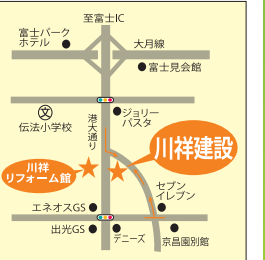 至富士IC
富士パーク
ホテル
大月線
富士見会館
文
伝法小学校
港大通り
ジョリー
パスタ
川祥建設
川祥
リフォーム館
セブン
イレブン
エネオスGS
出光GS
デニーズ
京昌園別館